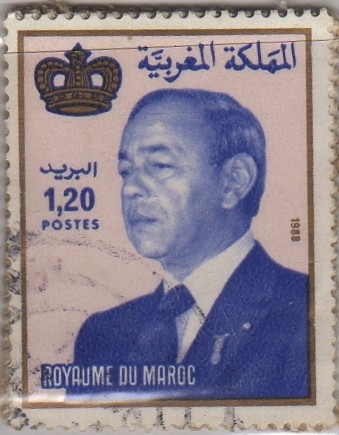 المملكة المغربية
البريد
1,20
POSTES
1988
ROYAUME DU MAROC